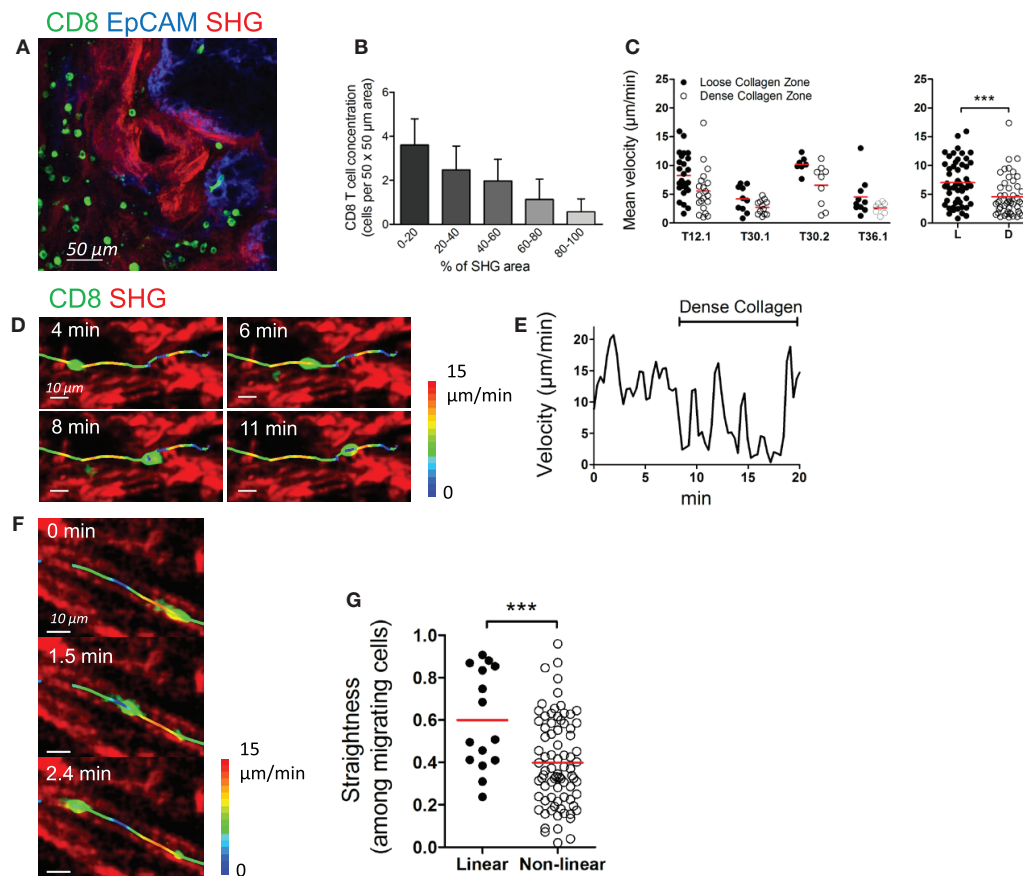 CD8 EpCAM SHG
A
50 µm
B
CD8 T cell concentration
(cells per 50 x 50 µm area)
6
4
2
0
0-20
20-40
40-60
60-80
80-100
% of SHG area
C
Mean velocity (µm/min)
25
20
15
10
5
0
Loose Collagen Zone
Dense Collagen Zone
T12.1
T30.1
T30.2
T36.1
25
20
15
10
5
0
***
L
D
CD8 SHG
D
4 min
10 µm
6 min
8 min
11 min
15
µm/min
0
E
Dense Collagen
Velocity (µm/min)
20
15
10
5
0
0
5
10
15
20
min
F
0 min
10 µm
1.5 min
2.4 min
15
µm/min
0
G
***
Straightness
(among migrating cells)
1.0
0.8
0.6
0.4
0.2
0.0
Linear
Non-linear